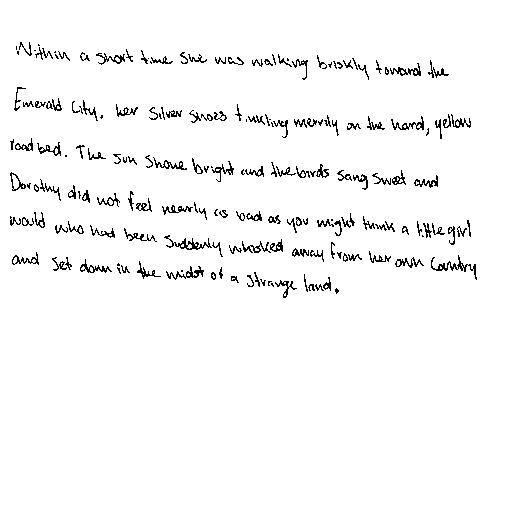 Within a short time she was walking briskly toward the
Emerald City, her Silver Shoes tinkling merrily on the hard, yellow
roadbed. The sun shone bright and the birds sang sweet and
Dorothy did not feel nearly as bad as you might think a little girl
would who had been suddenly whisked away from her own country
and set down in the midst of a strange land.